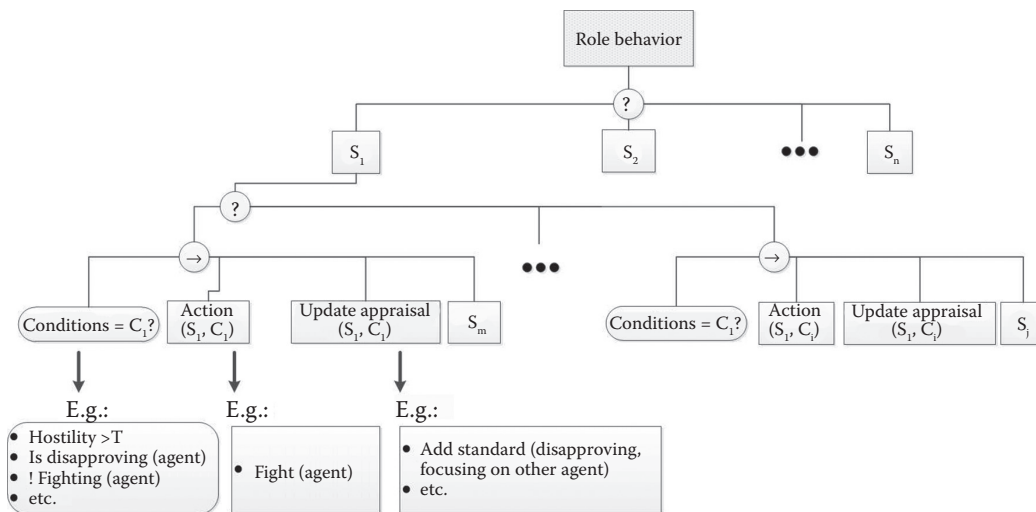 Role behavior
?
S₁
S₂
●●●
Sₙ
?
→
●●●
→
Conditions = C₁?
Action
(S₁, C₁)
Update appraisal
(S₁, C₁)
Sₘ
Conditions = C₁?
Action
(S₁, Cᵢ)
Update appraisal
(S₁, Cᵢ)
Sⱼ
E.g.:
E.g.:
E.g.:
● Hostility >T
● Is disapproving (agent)
● ! Fighting (agent)
● etc.
● Fight (agent)
● Add standard (disapproving,
focusing on other agent)
● etc.